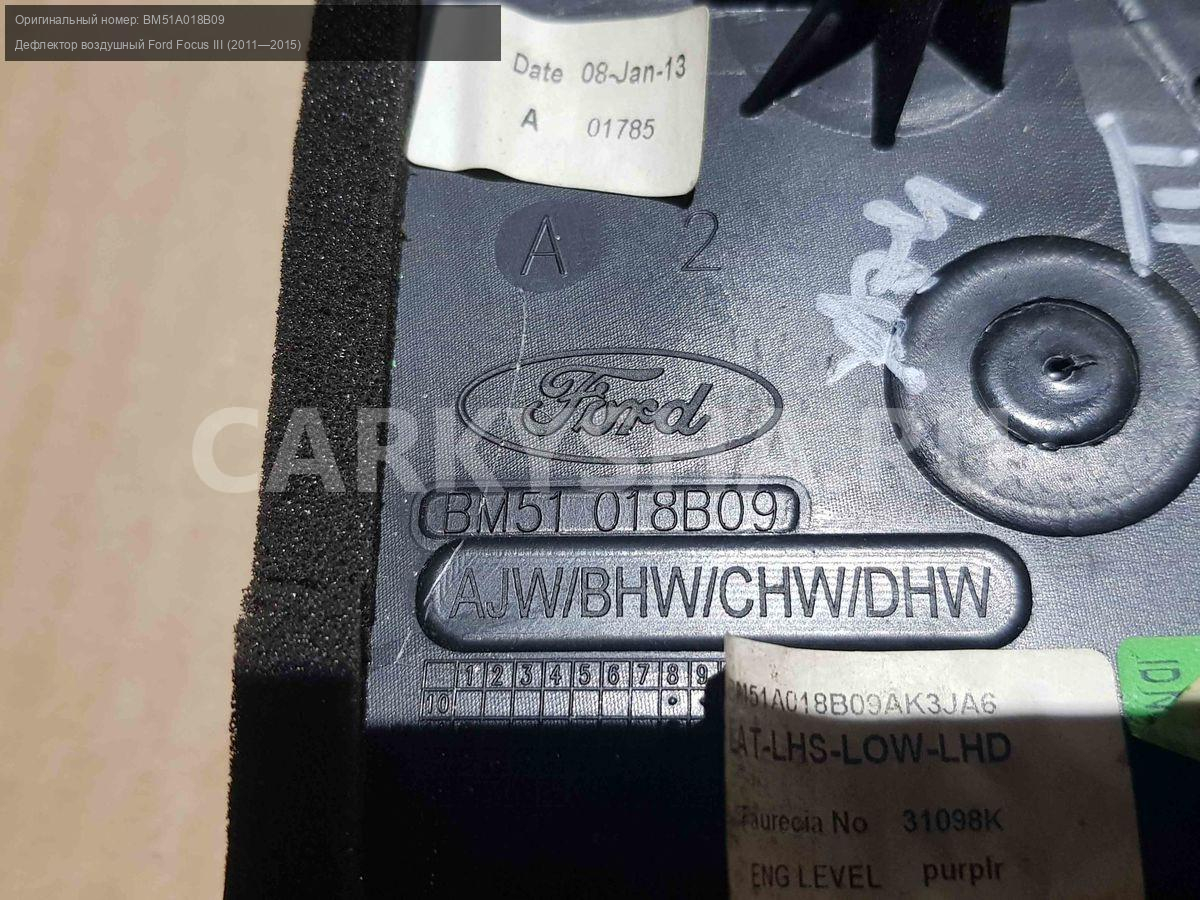 Оригинальный номер: BM51A018B09
Дефлектор воздушный Ford Focus III (2011—2015)
Date 08-Jan-13
A 01785
A 2
Ford
BM51 018B09
AJW/BHW/CHW/DHW
1 2 3 4 5 6 7 8 9
10
M51A018B09AK3JA6
LAT-LHS-LOW-LHD
Faurecia No 31098K
ENG LEVEL purplr